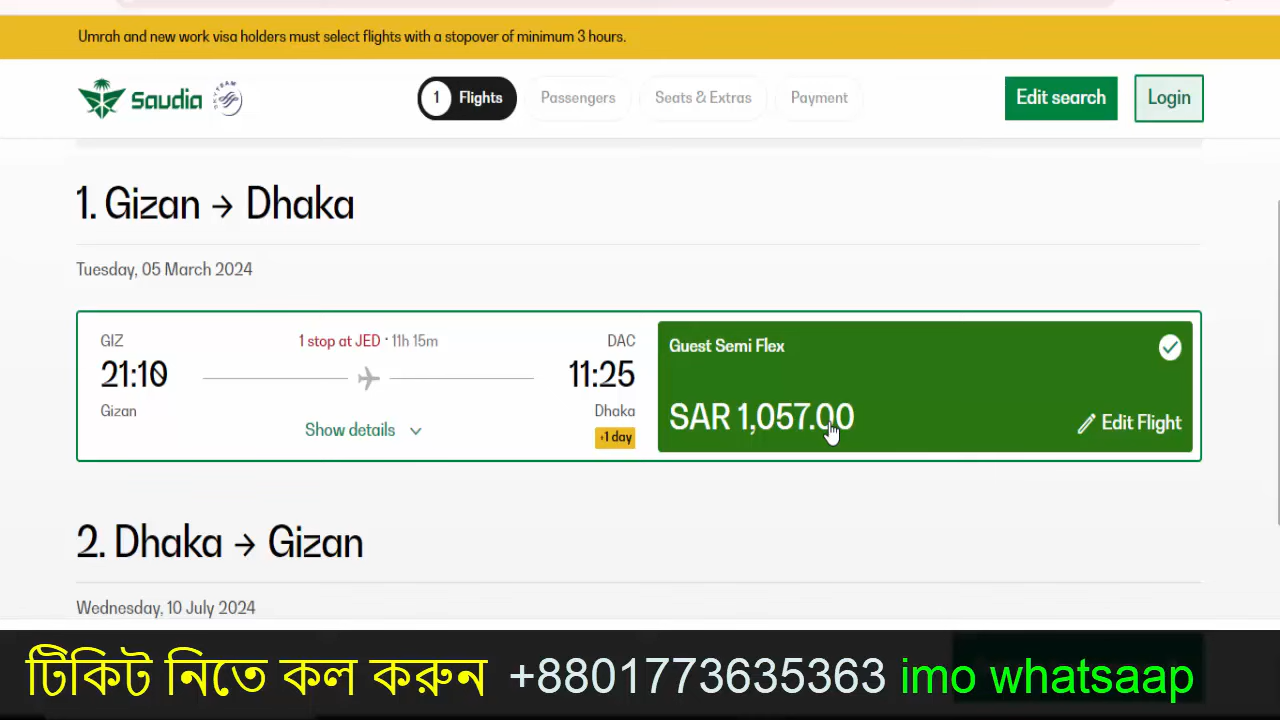 Umrah and new work visa holders must select flights with a stopover of minimum 3 hours.
Saudia
1 Flights Passengers Seats & Extras Payment Edit search Login
1. Gizan → Dhaka
Tuesday, 05 March 2024
GIZ 1 stop at JED · 11h 15m DAC
21:10 11:25
Gizan Dhaka
Show details
+1 day
Guest Semi Flex
SAR 1,057.00
Edit Flight
2. Dhaka → Gizan
Wednesday, 10 July 2024
টিকিট নিতে কল করুন +8801773635363 imo whatsaap